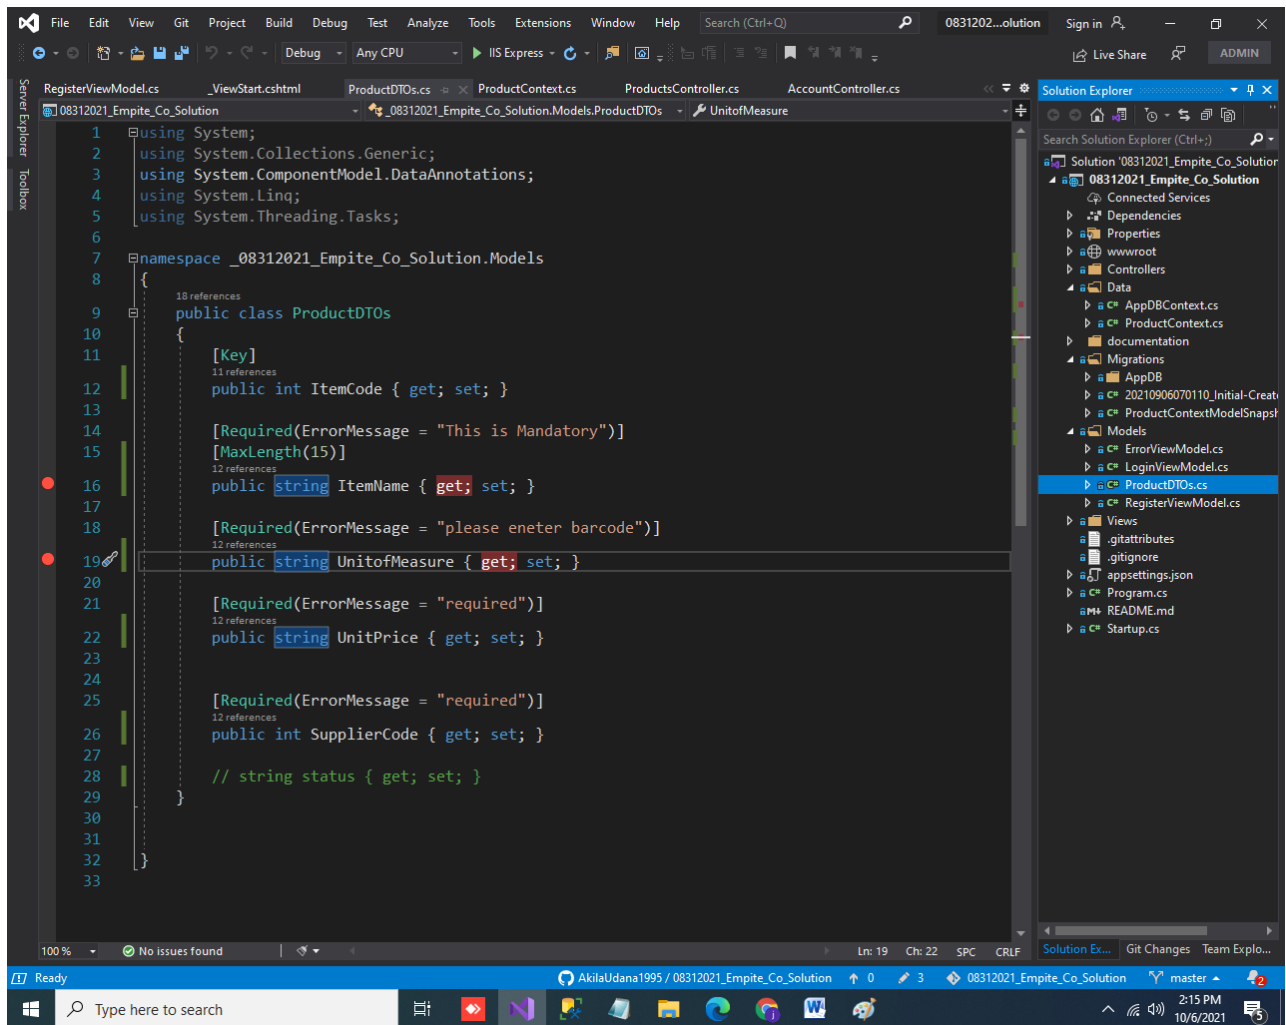 File Edit View Git Project Build Debug Test Analyze Tools Extensions Window Help Search (Ctrl+Q) 0831202...olution Sign in
Debug Any CPU IIS Express Live Share ADMIN
Server Explorer
Toolbox
RegisterViewModel.cs _ViewStart.cshtml ProductDTOs.cs ProductContext.cs ProductsController.cs AccountController.cs
08312021_Empite_Co_Solution _08312021_Empite_Co_Solution.Models.ProductDTOs UnitofMeasure
1 using System;
2 using System.Collections.Generic;
3 using System.ComponentModel.DataAnnotations;
4 using System.Linq;
5 using System.Threading.Tasks;
6
7 namespace _08312021_Empite_Co_Solution.Models
8 {
18 references
9 public class ProductDTOs
10 {
11 [Key]
11 references
12 public int ItemCode { get; set; }
13
14 [Required(ErrorMessage = "This is Mandatory")]
15 [MaxLength(15)]
12 references
16 public string ItemName { get; set; }
17
18 [Required(ErrorMessage = "please eneter barcode")]
12 references
19 public string UnitofMeasure { get; set; }
20
21 [Required(ErrorMessage = "required")]
12 references
22 public string UnitPrice { get; set; }
23
24
25 [Required(ErrorMessage = "required")]
12 references
26 public int SupplierCode { get; set; }
27
28 // string status { get; set; }
29 }
30
31
32 }
33
100 % No issues found Ln: 19 Ch: 22 SPC CRLF
Solution Explorer
Search Solution Explorer (Ctrl+;)
Solution '08312021_Empite_Co_Solution
08312021_Empite_Co_Solution
Connected Services
Dependencies
Properties
wwwroot
Controllers
Data
C# AppDBContext.cs
C# ProductContext.cs
documentation
Migrations
AppDB
C# 20210906070110_Initial-Create
C# ProductContextModelSnapsh
Models
C# ErrorViewModel.cs
C# LoginViewModel.cs
C# ProductDTOs.cs
C# RegisterViewModel.cs
Views
.gitattributes
.gitignore
appsettings.json
C# Program.cs
M+ README.md
C# Startup.cs
Solution Ex... Git Changes Team Explo...
Ready AkilaUdana1995 / 08312021_Empite_Co_Solution 0 3 08312021_Empite_Co_Solution master 2
Type here to search 2:15 PM
10/6/2021 5